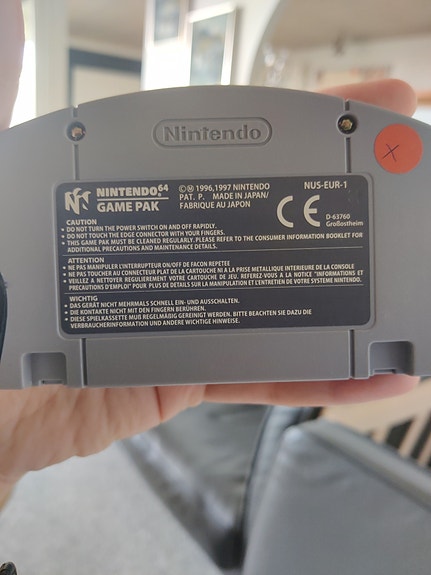 Nintendo
NINTENDO 64
GAME PAK
© Ⓜ 1996,1997 NINTENDO
PAT. P. MADE IN JAPAN/
FABRIQUE AU JAPON
NUS-EUR-1
CE
D-63760
Großostheim
CAUTION
• DO NOT TURN THE POWER SWITCH ON AND OFF RAPIDLY.
• DO NOT TOUCH THE EDGE CONNECTOR WITH YOUR FINGERS.
• THIS GAME PAK MUST BE CLEANED REGULARLY. PLEASE REFER TO THE CONSUMER INFORMATION BOOKLET FOR
ADDITIONAL PRECAUTIONS AND MAINTENANCE DETAILS.
ATTENTION
• NE PAS MANIPULER L'INTERRUPTEUR ON/OFF DE FACON REPETEE
• NE PAS TOUCHER AU CONNECTEUR PLAT DE LA CARTOUCHE NI A LA PRISE METALLIQUE INTERIEURE DE LA CONSOLE
• VEILLEZ A NETTOYER REGULIEREMENT VOTRE CARTOUCHE DE JEU. REFEREZ-VOUS A LA NOTICE "INFORMATIONS ET
PRECAUTIONS D'EMPLOI" POUR PLUS DE DETAILS SUR LA MANIPULATION ET L'ENTRETIEN DE VOTRE SYSTEME NINTENDO.
WICHTIG
• DAS GERÄT NICHT MEHRMALS SCHNELL EIN- UND AUSSCHALTEN.
• DIE KONTAKTE NICHT MIT DEN FINGERN BERÜHREN.
• DIESE SPIELKASSETTE MUß REGELMÄßIG GEREINIGT WERDEN. BITTE BEACHTEN SIE DAZU DIE
VERBRAUCHERINFORMATION UND ANDERE WICHTIGE HINWEISE.
X